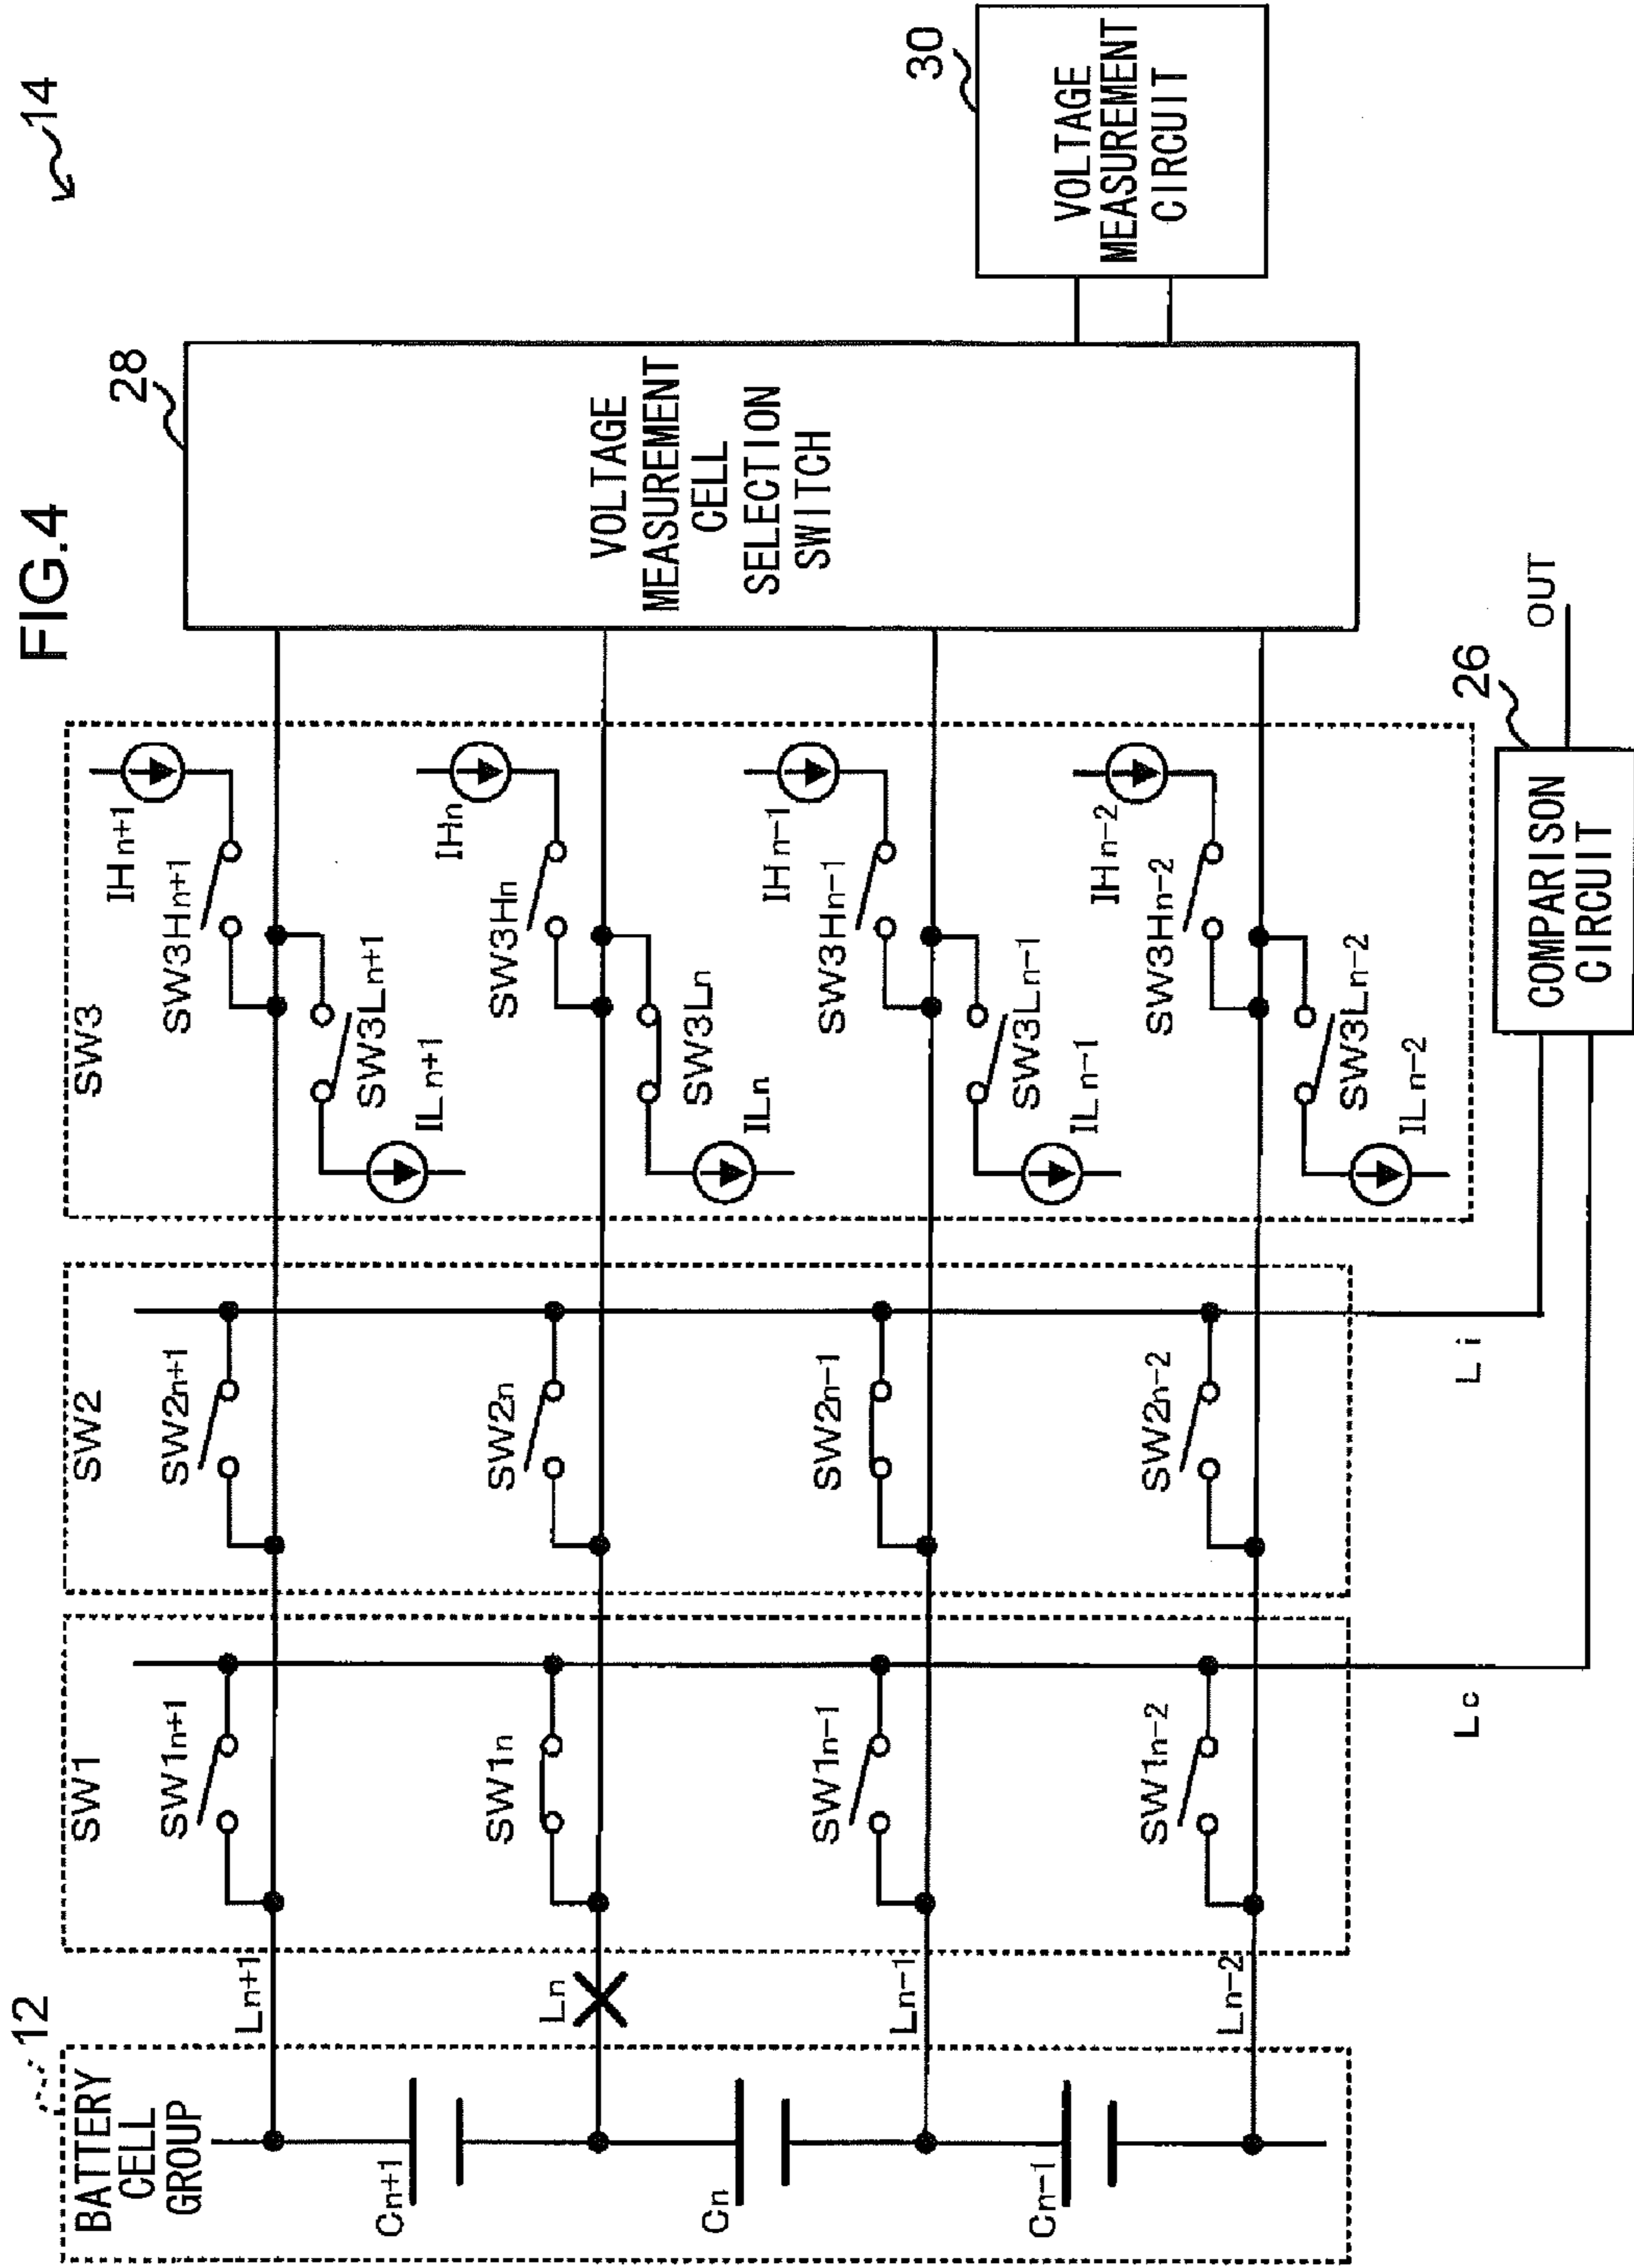 FIG.4
14
12
BATTERY
CELL
GROUP
Cn+1
Cn
Cn-1
Ln+1
Ln
Ln-1
Ln-2
SW1
SW1n+1
SW1n
SW1n-1
SW1n-2
Lc
SW2
SW2n+1
SW2n
SW2n-1
SW2n-2
Li
SW3
IHn+1
SW3Hn+1
SW3Ln+1
ILn+1
IHn
SW3Hn
SW3Ln
ILn
IHn-1
SW3Hn-1
SW3Ln-1
ILn-1
IHn-2
SW3Hn-2
SW3Ln-2
ILn-2
28
VOLTAGE
MEASUREMENT
CELL
SELECTION
SWITCH
30
VOLTAGE
MEASUREMENT
CIRCUIT
26
COMPARISON
CIRCUIT
OUT